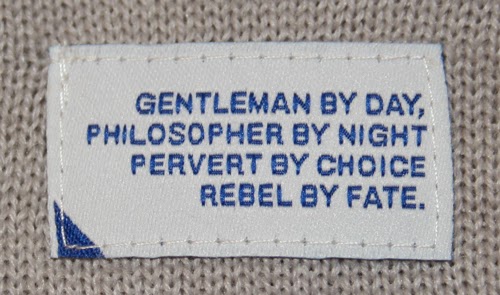 GENTLEMAN BY DAY,
PHILOSOPHER BY NIGHT
PERVERT BY CHOICE
REBEL BY FATE.